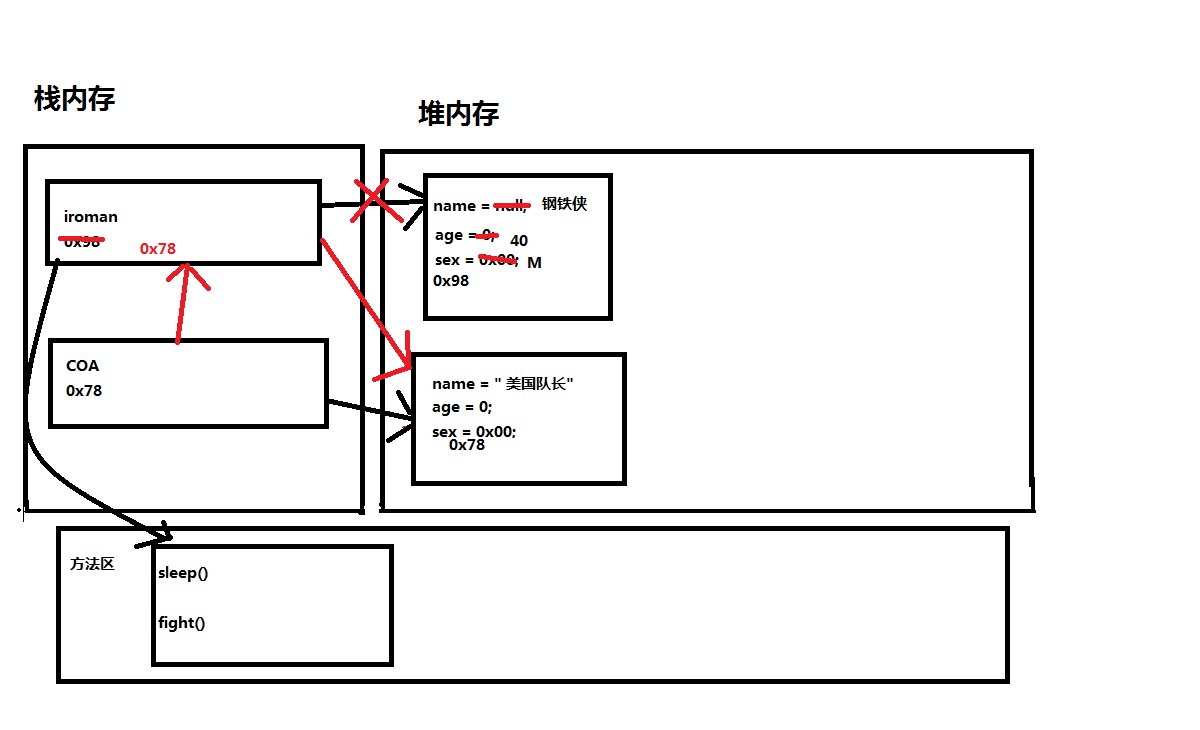 栈内存
堆内存
iroman
0x98
0x78
name = null; 钢铁侠
age = 0; 40
sex = 0x00; M
0x98
COA
0x78
name = " 美国队长"
age = 0;
sex = 0x00;
0x78
方法区
sleep()
fight()